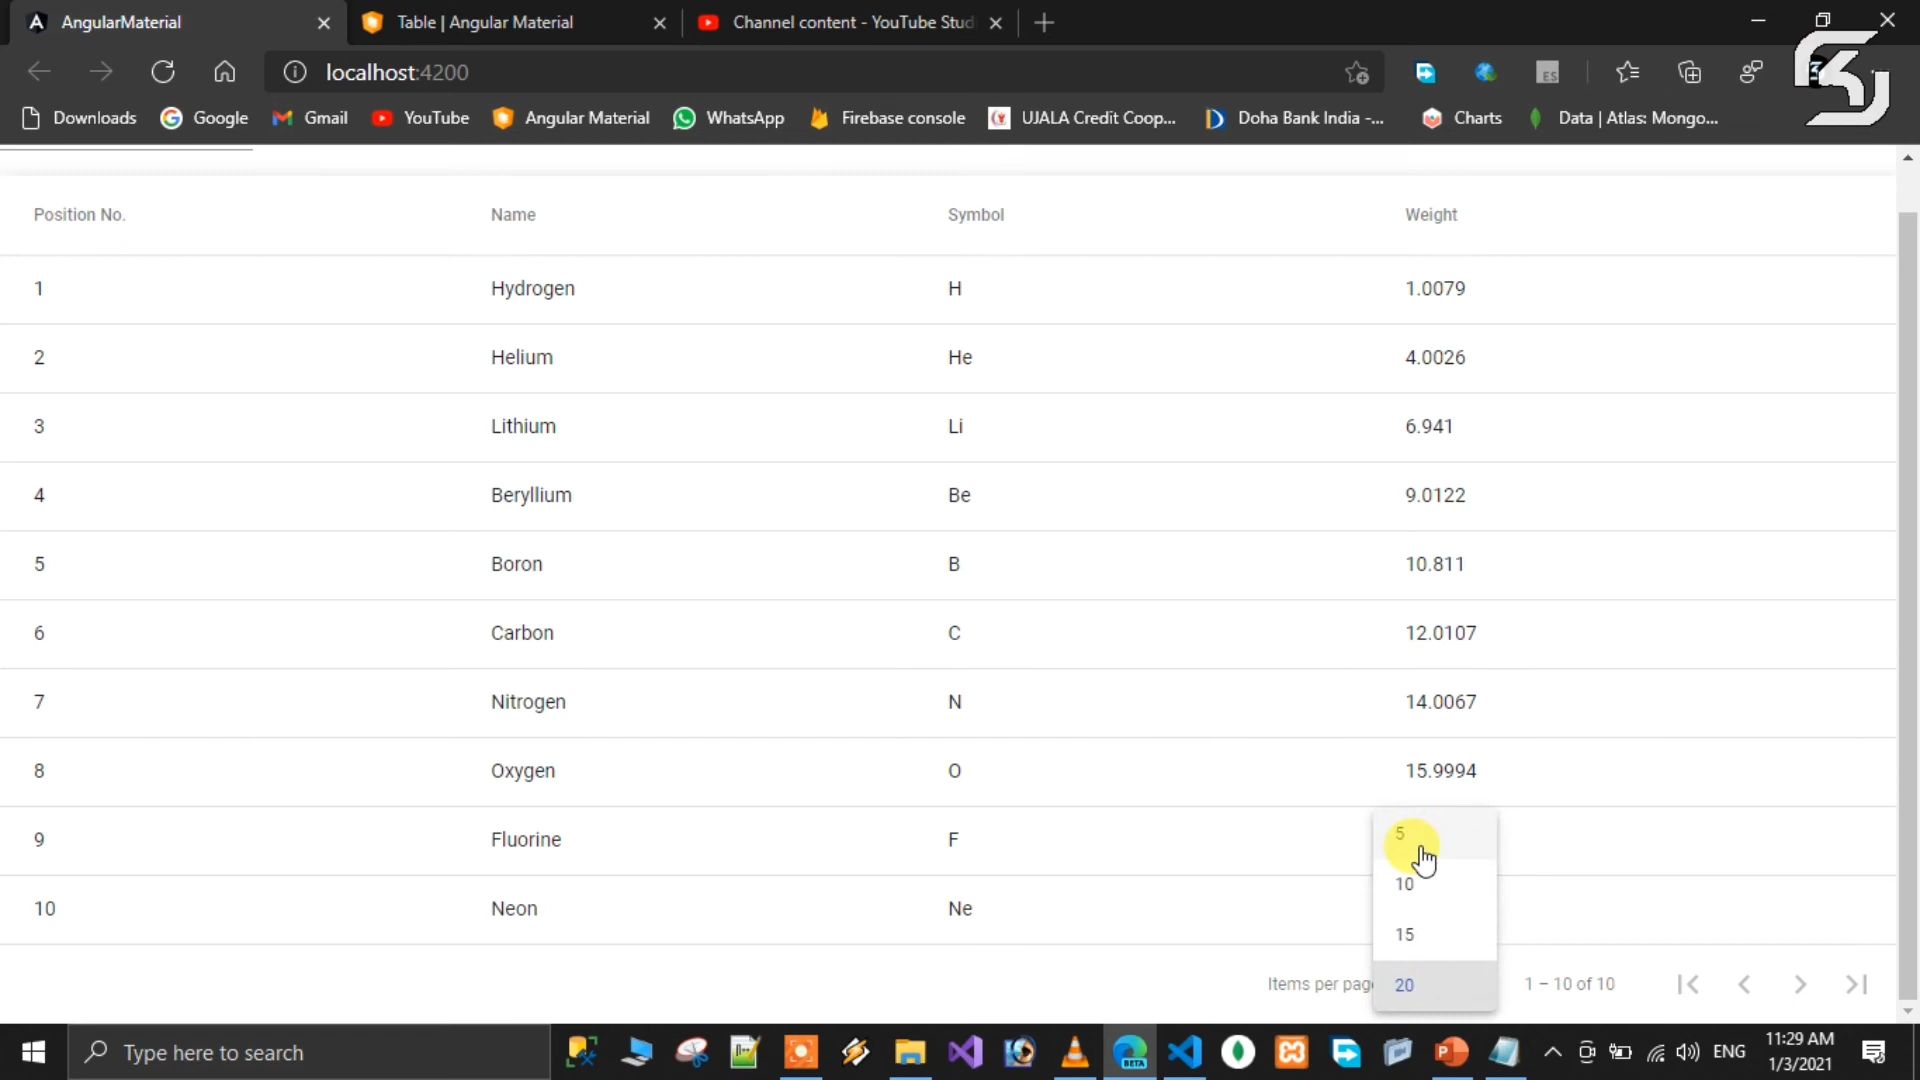 AngularMaterial
Table | Angular Material
Channel content - YouTube Stud
localhost:4200
ES
Downloads Google Gmail YouTube Angular Material WhatsApp Firebase console UJALA Credit Coop... Doha Bank India -... Charts Data | Atlas: Mongo...
Position No. Name Symbol Weight
1 Hydrogen H 1.0079
2 Helium He 4.0026
3 Lithium Li 6.941
4 Beryllium Be 9.0122
5 Boron B 10.811
6 Carbon C 12.0107
7 Nitrogen N 14.0067
8 Oxygen O 15.9994
9 Fluorine F
5
10
10 Neon Ne
15
Items per pag 20 1 – 10 of 10
Type here to search
BETA
ENG
11:29 AM
1/3/2021